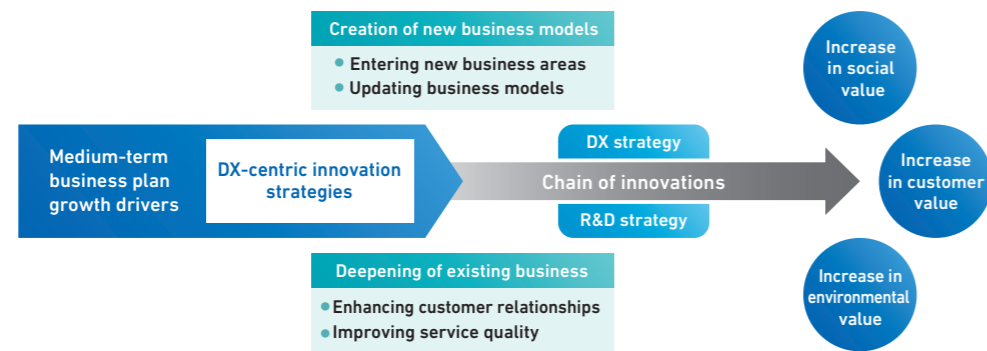 Creation of new business models
• Entering new business areas
• Updating business models
Medium-term
business plan
growth drivers
DX-centric innovation
strategies
DX strategy
Chain of innovations
R&D strategy
Deepening of existing business
• Enhancing customer relationships
• Improving service quality
Increase
in social
value
Increase
in customer
value
Increase in
environmental
value